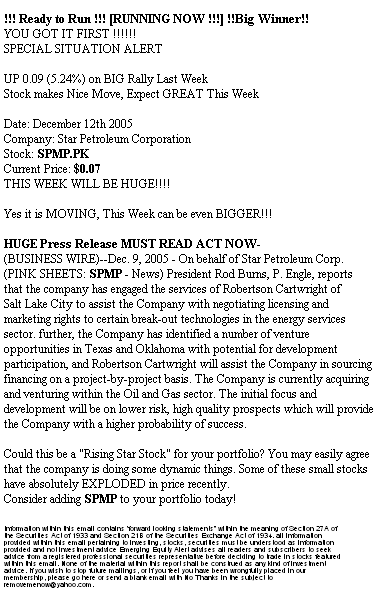 !!! Ready to Run !!! [RUNNING NOW !!!] !!Big Winner!!
YOU GOT IT FIRST !!!!!!
SPECIAL SITUATION ALERT
UP 0.09 (5.24%) on BIG Rally Last Week
Stock makes Nice Move, Expect GREAT This Week
Date: December 12th 2005
Company: Star Petroleum Corporation
Stock: SPMP.PK
Current Price: $0.07
THIS WEEK WILL BE HUGE!!!!
Yes it is MOVING, This Week can be even BIGGER!!!
HUGE Press Release MUST READ ACT NOW-
(BUSINESS WIRE)--Dec. 9, 2005 - On behalf of Star Petroleum Corp.
(PINK SHEETS: SPMP - News) President Rod Burns, P. Engle, reports
that the company has engaged the services of Robertson Cartwright of
Salt Lake City to assist the Company with negotiating licensing and
marketing rights to certain break-out technologies in the energy services
sector. further, the Company has identified a number of venture
opportunities in Texas and Oklahoma with potential for development
participation, and Robertson Cartwright will assist the Company in sourcing
financing on a project-by-project basis. The Company is currently acquiring
and venturing within the Oil and Gas sector. The initial focus and
development will be on lower risk, high quality prospects which will provide
the Company with a higher probability of success.
Could this be a "Rising Star Stock" for your portfolio? You may easily agree
that the company is doing some dynamic things. Some of these small stocks
have absolutely EXPLODED in price recently.
Consider adding SPMP to your portfolio today!
Information within this email contains "forward looking statements" within the meaning of Section 27A of
the Securities Act of 1933 and Section 21B of the Securities Exchange Act of 1934. all Information
provided within this email pertaining to investing, stocks, securities must be understood as information
provided and not investment advice. Emerging Equity Alert advises all readers and subscribers to seek
advice from a registered professional securities representative before deciding to trade in stocks featured
within this email. None of the material within this report shall be construed as any kind of investment
advice. If you wish to stop future mailings, or if you feel you have been wrongfully placed in our
membership, please go here or send a blank email with No Thanks in the subject to
removemenow@yahoo.com.